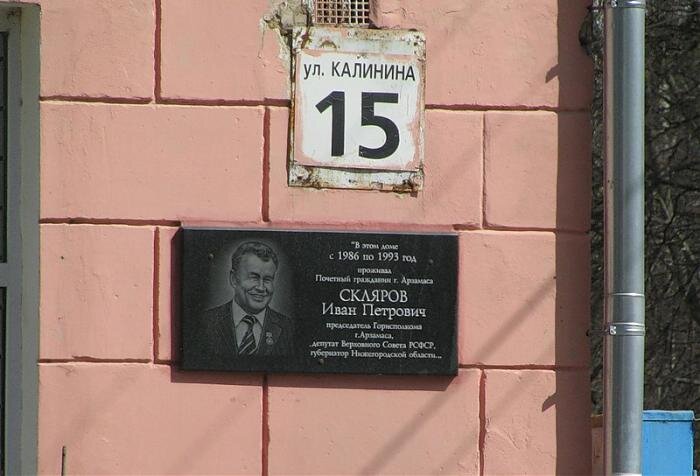 ул. КАЛИНИНА
15
"В этом доме
с 1986 по 1993 год
проживал
Почетный гражданин г. Арзамаса
СКЛЯРОВ
Иван Петрович
председатель Горисполкома
г.Арзамаса,
депутат Верховного Совета РСФСР,
губернатор Нижегородской области...